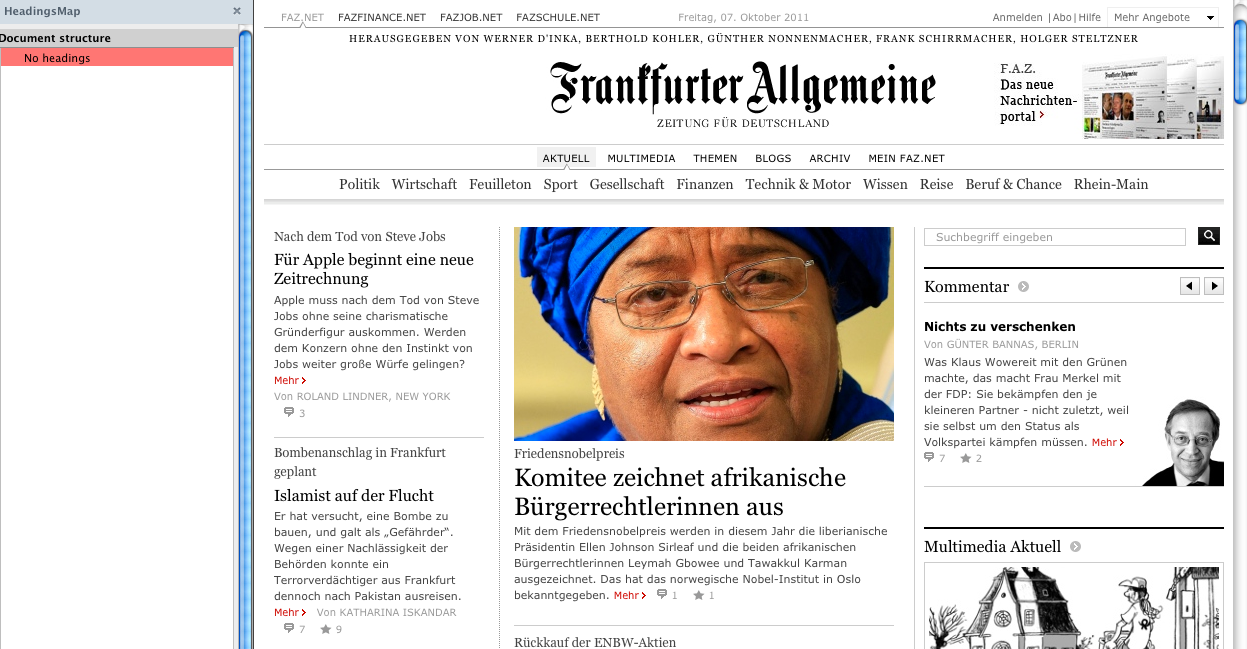 HeadingsMap
Document structure
No headings
FAZ.NET FAZFINANCE.NET FAZJOB.NET FAZSCHULE.NET Freitag, 07. Oktober 2011 Anmelden | Abo | Hilfe Mehr Angebote
HERAUSGEGEBEN VON WERNER D'INKA, BERTHOLD KOHLER, GÜNTHER NONNENMACHER, FRANK SCHIRRMACHER, HOLGER STELTZNER
Frankfurter Allgemeine
ZEITUNG FÜR DEUTSCHLAND
F.A.Z.
Das neue
Nachrichten-
portal
AKTUELL MULTIMEDIA THEMEN BLOGS ARCHIV MEIN FAZ.NET
Politik Wirtschaft Feuilleton Sport Gesellschaft Finanzen Technik & Motor Wissen Reise Beruf & Chance Rhein-Main
Nach dem Tod von Steve Jobs
Für Apple beginnt eine neue
Zeitrechnung
Apple muss nach dem Tod von Steve
Jobs ohne seine charismatische
Gründerfigur auskommen. Werden
dem Konzern ohne den Instinkt von
Jobs weiter große Würfe gelingen?
Mehr
Von ROLAND LINDNER, NEW YORK
3
Bombenanschlag in Frankfurt
geplant
Islamist auf der Flucht
Er hat versucht, eine Bombe zu
bauen, und galt als „Gefährder“.
Wegen einer Nachlässigkeit der
Behörden konnte ein
Terrorverdächtiger aus Frankfurt
dennoch nach Pakistan ausreisen.
Mehr Von KATHARINA ISKANDAR
7 9
Friedensnobelpreis
Komitee zeichnet afrikanische
Bürgerrechtlerinnen aus
Mit dem Friedensnobelpreis werden in diesem Jahr die liberianische
Präsidentin Ellen Johnson Sirleaf und die beiden afrikanischen
Bürgerrechtlerinnen Leymah Gbowee und Tawakkul Karman
ausgezeichnet. Das hat das norwegische Nobel-Institut in Oslo
bekanntgegeben. Mehr 1 1
Rückkauf der ENBW-Aktien
Suchbegriff eingeben
Kommentar
Nichts zu verschenken
Von GÜNTER BANNAS, BERLIN
Was Klaus Wowereit mit den Grünen
machte, das macht Frau Merkel mit
der FDP: Sie bekämpfen den je
kleineren Partner - nicht zuletzt, weil
sie selbst um den Status als
Volkspartei kämpfen müssen. Mehr
7 2
Multimedia Aktuell